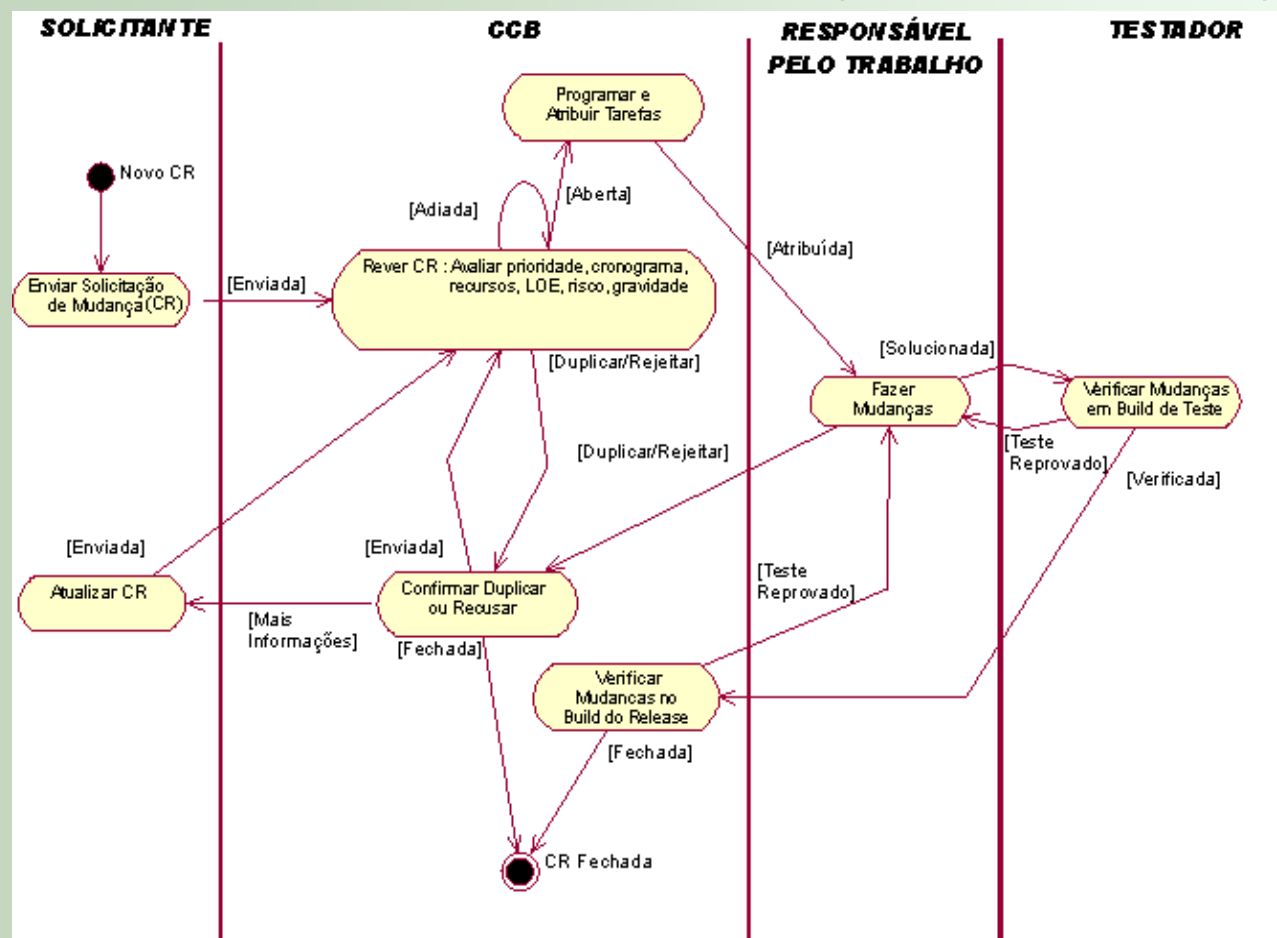 SOLICITANTE
CCB
RESPONSÁVEL
PELO TRABALHO
TESTADOR
Programar e
Atribuir Tarefas
Novo CR
[Adiada]
[Aberta]
[Atribuída]
Enviar Solicitação
de Mudança(CR)
[Enviada]
Rever CR : Avaliar prioridade, cronograma,
recursos, LOE, risco, gravidade
[Duplicar/Rejeitar]
[Solucionada]
Fazer
Mudanças
Verificar Mudanças
em Build de Teste
[Teste
Reprovado]
[Duplicar/Rejeitar]
[Verificada]
[Enviada]
[Enviada]
Atualizar CR
Confirmar Duplicar
ou Recusar
[Teste
Reprovado]
[Mais
Informações]
[Fechada]
Verificar
Mudancas no
Build do Release
[Fechada]
CR Fechada